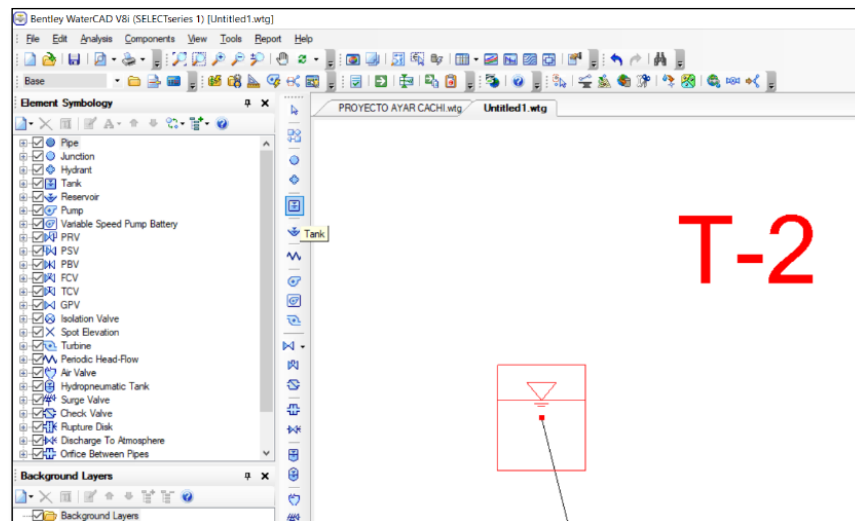 Bentley WaterCAD V8i (SELECTseries 1) [Untitled1.wtg]
File Edit Analysis Components View Tools Report Help
Base
Element Symbology
PROYECTO AYAR CACHI.wtg Untitled1.wtg
Pipe
Junction
Hydrant
Tank
Reservoir
Pump
Variable Speed Pump Battery
PRV
PSV
PBV
FCV
TCV
GPV
Isolation Valve
Spot Elevation
Turbine
Periodic Head-Flow
Air Valve
Hydropneumatic Tank
Surge Valve
Check Valve
Rupture Disk
Discharge To Atmosphere
Orifice Between Pipes
Background Layers
Background Layers
Tank
T-2